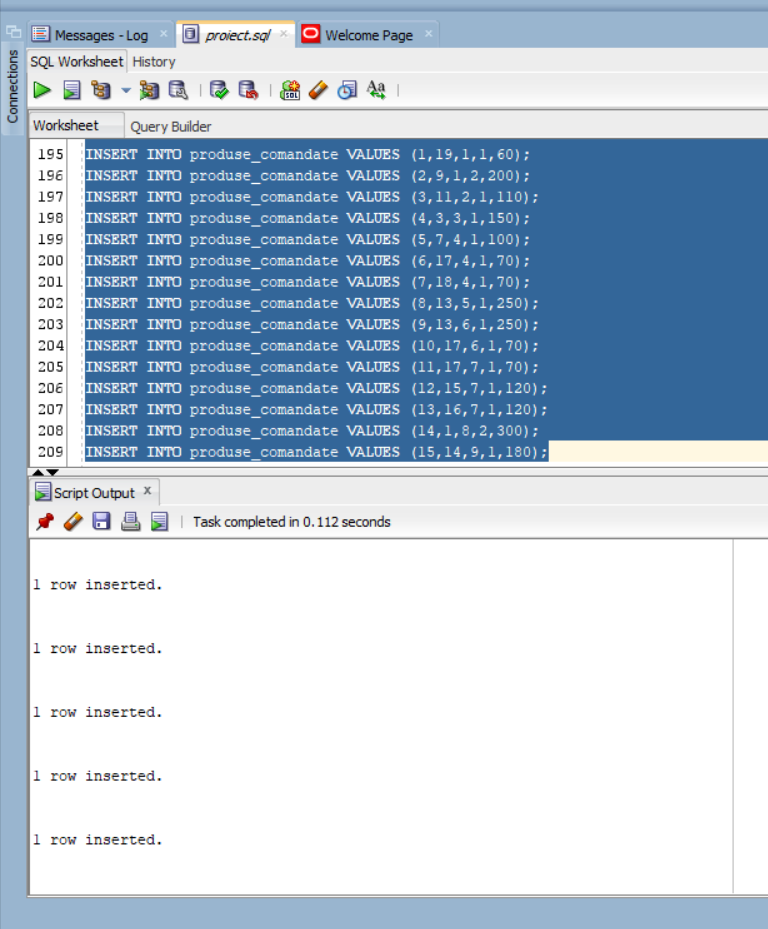 Connections
Messages - Log × proiect.sql × Welcome Page ×
SQL Worksheet History
Worksheet Query Builder
195 INSERT INTO produse_comandate VALUES (1,19,1,1,60);
196 INSERT INTO produse_comandate VALUES (2,9,1,2,200);
197 INSERT INTO produse_comandate VALUES (3,11,2,1,110);
198 INSERT INTO produse_comandate VALUES (4,3,3,1,150);
199 INSERT INTO produse_comandate VALUES (5,7,4,1,100);
200 INSERT INTO produse_comandate VALUES (6,17,4,1,70);
201 INSERT INTO produse_comandate VALUES (7,18,4,1,70);
202 INSERT INTO produse_comandate VALUES (8,13,5,1,250);
203 INSERT INTO produse_comandate VALUES (9,13,6,1,250);
204 INSERT INTO produse_comandate VALUES (10,17,6,1,70);
205 INSERT INTO produse_comandate VALUES (11,17,7,1,70);
206 INSERT INTO produse_comandate VALUES (12,15,7,1,120);
207 INSERT INTO produse_comandate VALUES (13,16,7,1,120);
208 INSERT INTO produse_comandate VALUES (14,1,8,2,300);
209 INSERT INTO produse_comandate VALUES (15,14,9,1,180);
Script Output ×
Task completed in 0.112 seconds
1 row inserted.
1 row inserted.
1 row inserted.
1 row inserted.
1 row inserted.